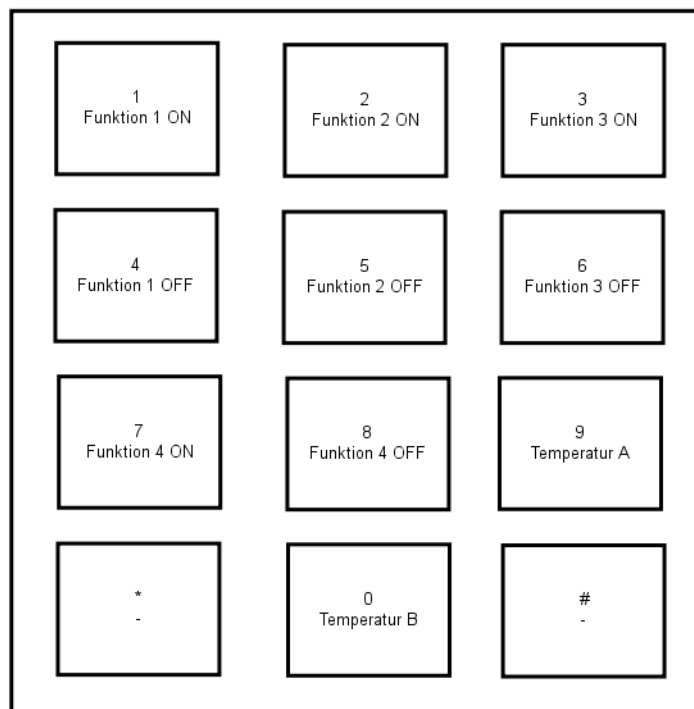 1
Funktion 1 ON
2
Funktion 2 ON
3
Funktion 3 ON
4
Funktion 1 OFF
5
Funktion 2 OFF
6
Funktion 3 OFF
7
Funktion 4 ON
8
Funktion 4 OFF
9
Temperatur A
*
-
0
Temperatur B
#
-